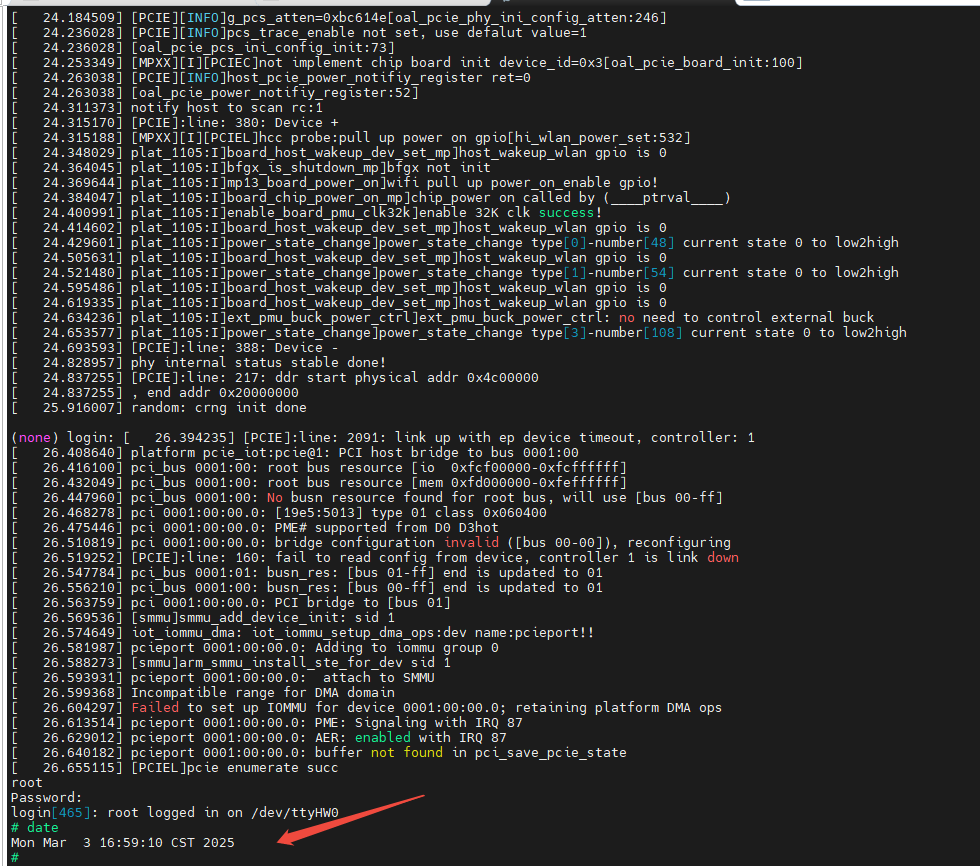 [   24.184509] [PCIE][INFO]g_pcs_atten=0xbc614e[oal_pcie_phy_ini_config_atten:246]
[   24.236028] [PCIE][INFO]pcs_trace_enable not set, use defalut value=1
[   24.236028] [oal_pcie_pcs_ini_config_init:73]
[   24.253349] [MPXX][I][PCIEC]not implement chip board init device_id=0x3[oal_pcie_board_init:100]
[   24.263038] [PCIE][INFO]host_pcie_power_notifiy_register ret=0
[   24.263038] [oal_pcie_power_notifiy_register:52]
[   24.311373] notify host to scan rc:1
[   24.315170] [PCIE]:line: 380: Device +
[   24.315188] [MPXX][I][PCIEL]hcc probe:pull up power on gpio[hi_wlan_power_set:532]
[   24.348029] plat_1105:I]board_host_wakeup_dev_set_mp]host_wakeup_wlan gpio is 0
[   24.364045] plat_1105:I]bfgx_is_shutdown_mp]bfgx not init
[   24.369644] plat_1105:I]mp13_board_power_on]wifi pull up power_on_enable gpio!
[   24.384047] plat_1105:I]board_chip_power_on_mp]chip_power on called by (____ptrval____)
[   24.400991] plat_1105:I]enable_board_pmu_clk32k]enable 32K clk success!
[   24.414602] plat_1105:I]board_host_wakeup_dev_set_mp]host_wakeup_wlan gpio is 0
[   24.429601] plat_1105:I]power_state_change]power_state_change type[0]-number[48] current state 0 to low2high
[   24.505631] plat_1105:I]board_host_wakeup_dev_set_mp]host_wakeup_wlan gpio is 0
[   24.521480] plat_1105:I]power_state_change]power_state_change type[1]-number[54] current state 0 to low2high
[   24.595486] plat_1105:I]board_host_wakeup_dev_set_mp]host_wakeup_wlan gpio is 0
[   24.619335] plat_1105:I]board_host_wakeup_dev_set_mp]host_wakeup_wlan gpio is 0
[   24.634236] plat_1105:I]ext_pmu_buck_power_ctrl]ext_pmu_buck_power_ctrl: no need to control external buck
[   24.653577] plat_1105:I]power_state_change]power_state_change type[3]-number[108] current state 0 to low2high
[   24.693593] [PCIE]:line: 388: Device -
[   24.828957] phy internal status stable done!
[   24.837255] [PCIE]:line: 217: ddr start physical addr 0x4c00000
[   24.837255] , end addr 0x20000000
[   25.916007] random: crng init done
(none) login: [   26.394235] [PCIE]:line: 2091: link up with ep device timeout, controller: 1
[   26.408640] platform pcie_iot:pcie@1: PCI host bridge to bus 0001:00
[   26.416100] pci_bus 0001:00: root bus resource [io  0xfcf00000-0xfcffffff]
[   26.432049] pci_bus 0001:00: root bus resource [mem 0xfd000000-0xfeffffff]
[   26.447960] pci_bus 0001:00: No busn resource found for root bus, will use [bus 00-ff]
[   26.468278] pci 0001:00:00.0: [19e5:5013] type 01 class 0x060400
[   26.475446] pci 0001:00:00.0: PME# supported from D0 D3hot
[   26.510819] pci 0001:00:00.0: bridge configuration invalid ([bus 00-00]), reconfiguring
[   26.519252] [PCIE]:line: 160: fail to read config from device, controller 1 is link down
[   26.547784] pci_bus 0001:01: busn_res: [bus 01-ff] end is updated to 01
[   26.556210] pci_bus 0001:00: busn_res: [bus 00-ff] end is updated to 01
[   26.563759] pci 0001:00:00.0: PCI bridge to [bus 01]
[   26.569536] [smmu]smmu_add_device_init: sid 1
[   26.574649] iot_iommu_dma: iot_iommu_setup_dma_ops:dev name:pcieport!!
[   26.581987] pcieport 0001:00:00.0: Adding to iommu group 0
[   26.588273] [smmu]arm_smmu_install_ste_for_dev sid 1
[   26.593931] pcieport 0001:00:00.0:  attach to SMMU
[   26.599368] Incompatible range for DMA domain
[   26.604297] Failed to set up IOMMU for device 0001:00:00.0; retaining platform DMA ops
[   26.613514] pcieport 0001:00:00.0: PME: Signaling with IRQ 87
[   26.629012] pcieport 0001:00:00.0: AER: enabled with IRQ 87
[   26.640182] pcieport 0001:00:00.0: buffer not found in pci_save_pcie_state
[   26.655115] [PCIEL]pcie enumerate succ
root
Password:
login[465]: root logged in on /dev/ttyHW0
# date
Mon Mar  3 16:59:10 CST 2025
#